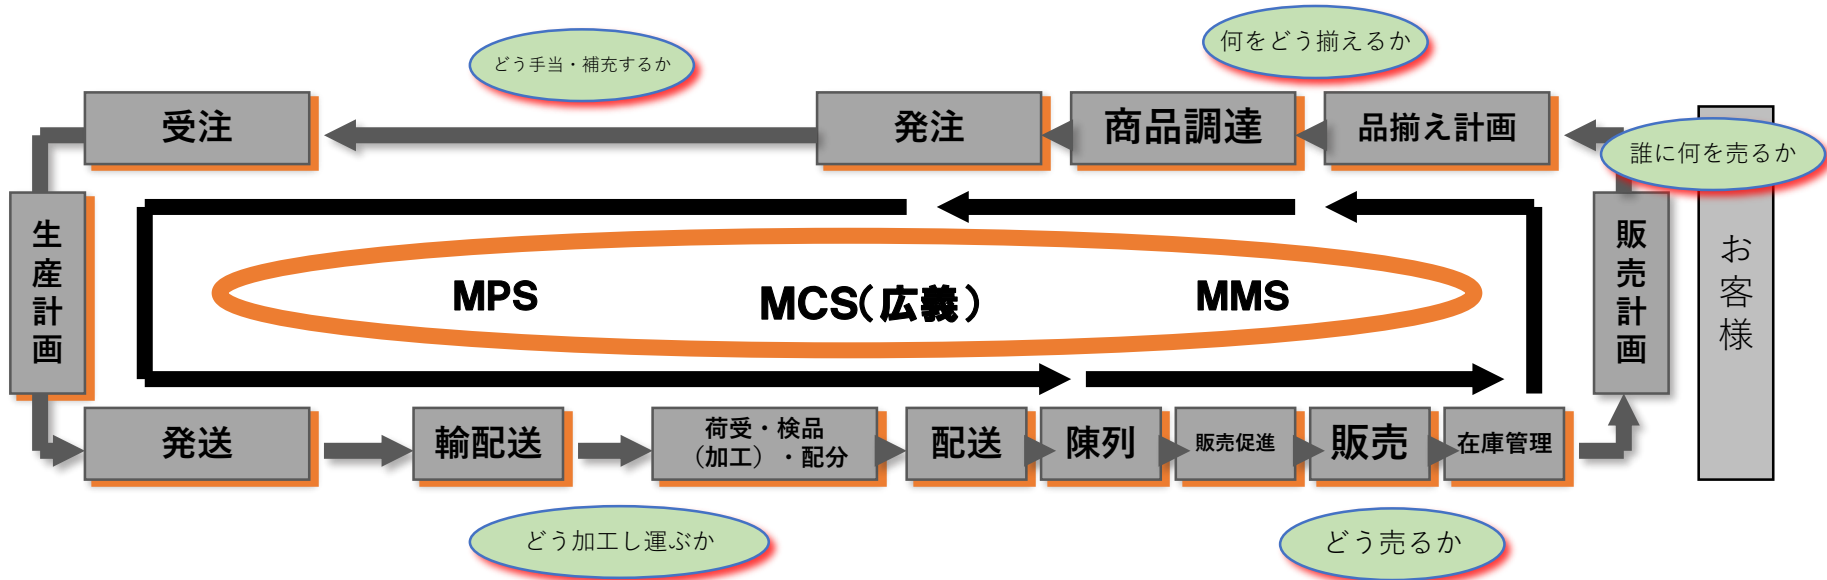 何をどう揃えるか
どう手当・補充するか
受注
発注
商品調達
品揃え計画
誰に何を売るか
生産計画
MPS
MCS(広義)
MMS
販売計画
お客様
発送
輸配送
荷受・検品
(加工)・配分
配送
陳列
販売促進
販売
在庫管理
どう加工し運ぶか
どう売るか